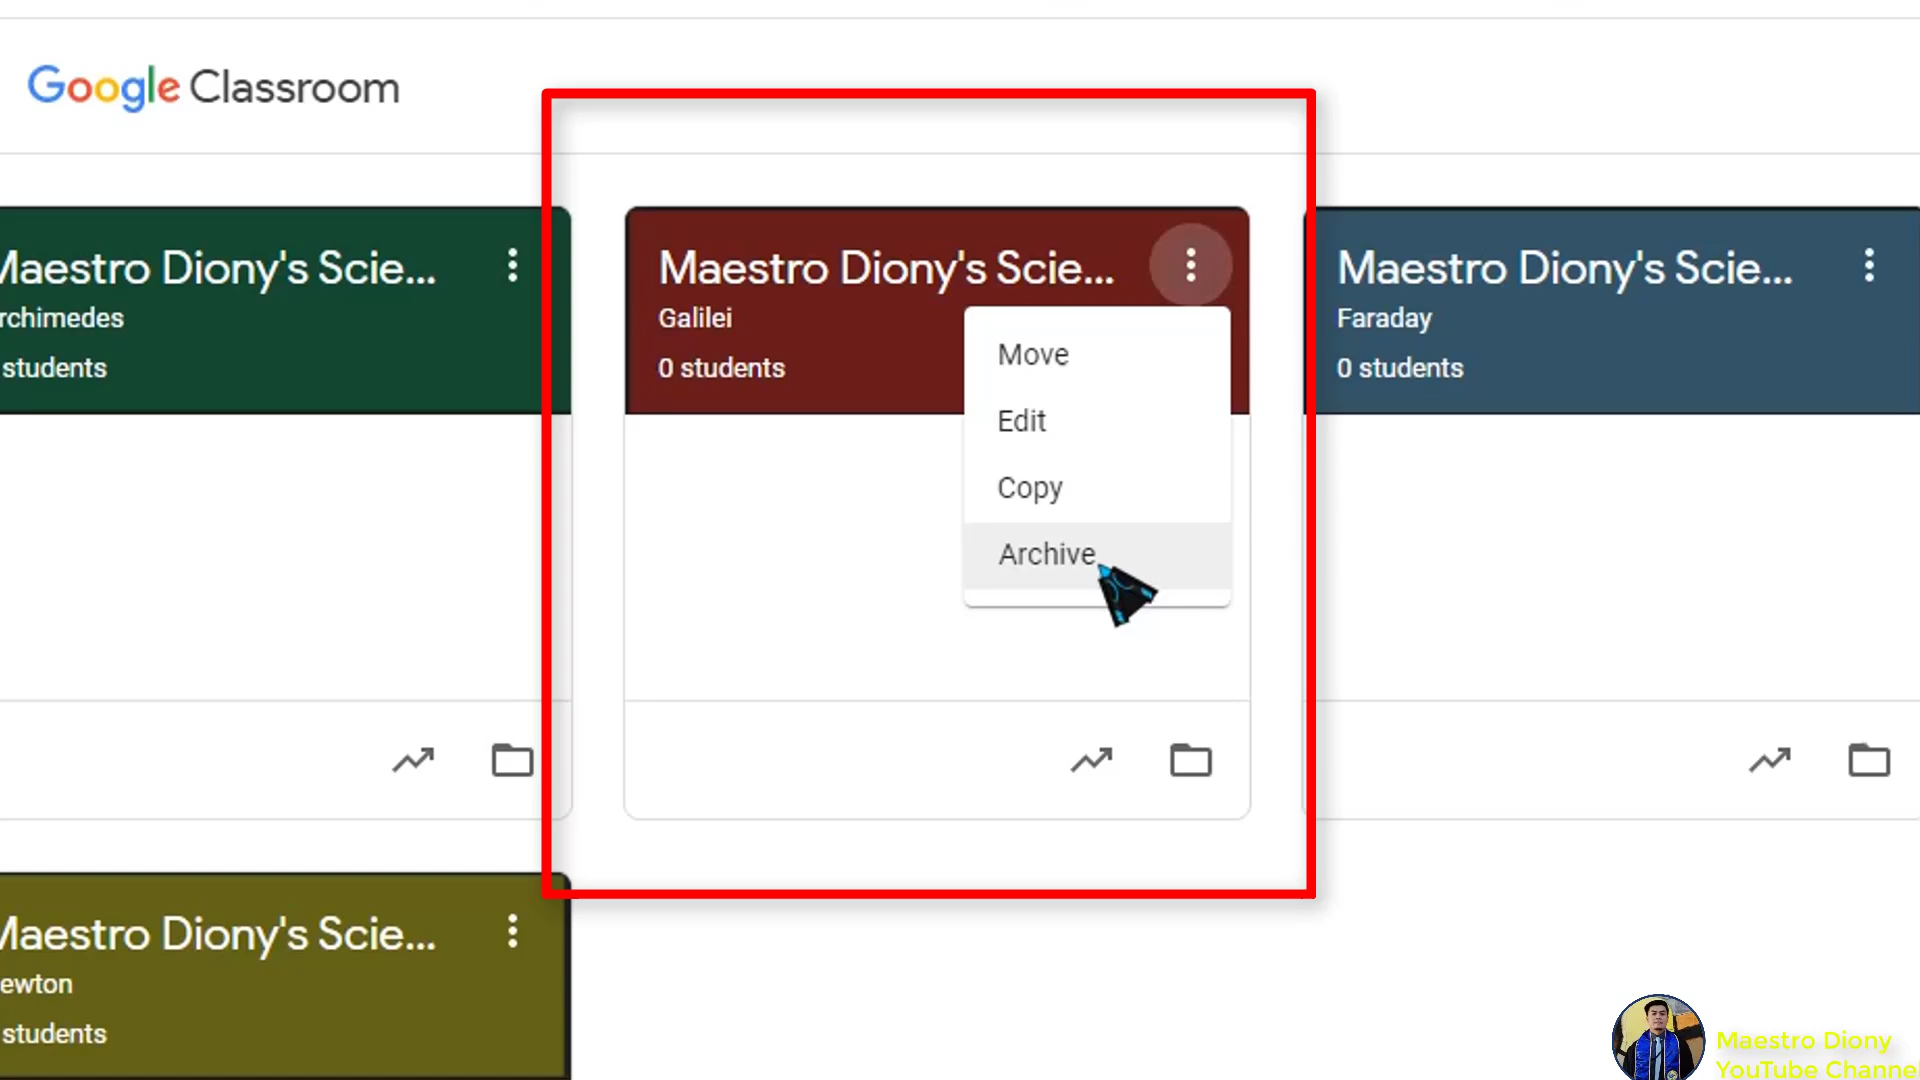 Google Classroom
Maestro Diony's Scie...
rchimedes
students
Maestro Diony's Scie...
Galilei
0 students
Move
Edit
Copy
Archive
Maestro Diony's Scie...
Faraday
0 students
Maestro Diony's Scie...
ewton
students
Maestro Diony
YouTube Channel